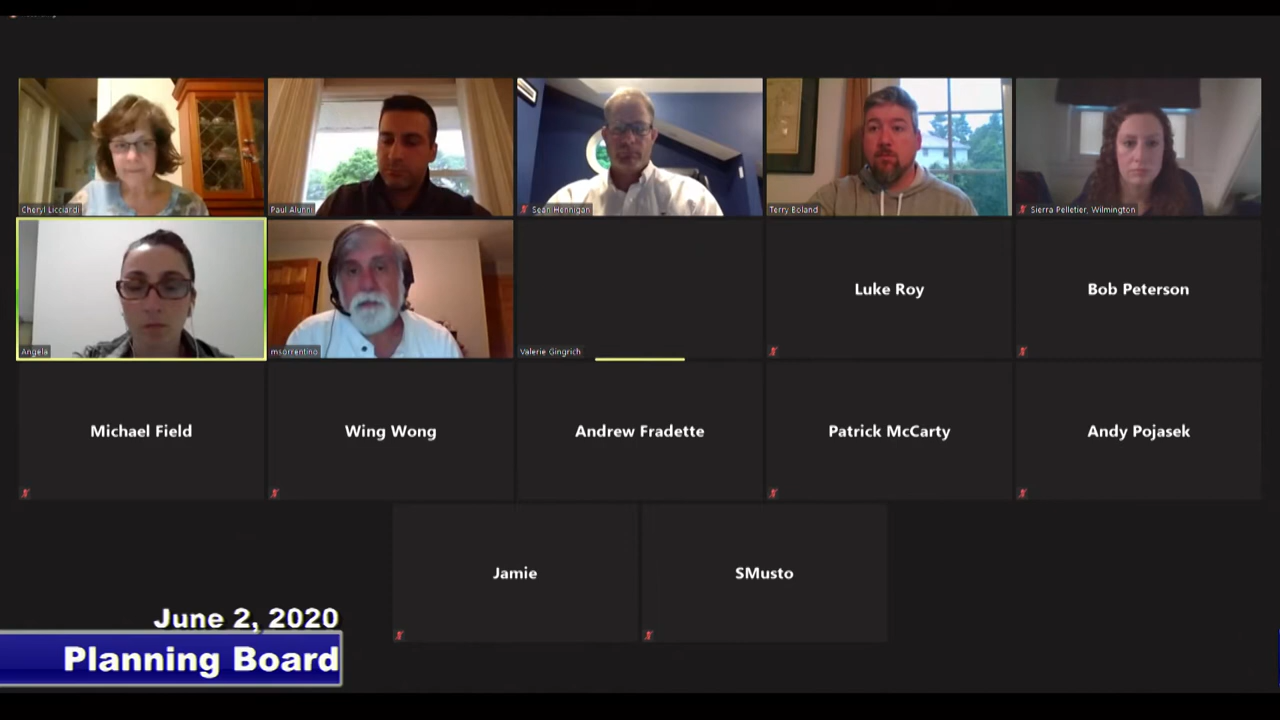 Cheryl Licciardi
Paul Alunni
Sean Hennigan
Terry Boland
Sierra Pelletier, Wilmington
Angela
msorrentino
Valerie Gingrich
Luke Roy
Bob Peterson
Michael Field
Wing Wong
Andrew Fradette
Patrick McCarty
Andy Pojasek
Jamie
SMusto
June 2, 2020
Planning Board